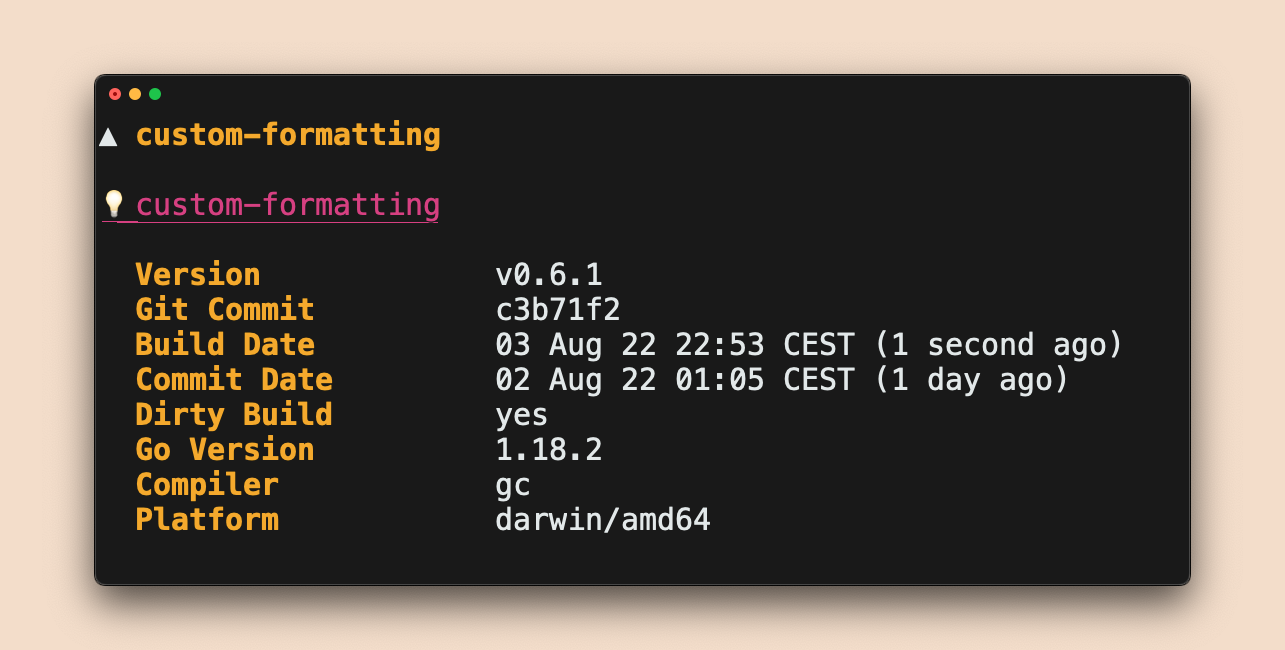 ▲ custom-formatting
💡 custom-formatting
Version v0.6.1
Git Commit c3b71f2
Build Date 03 Aug 22 22:53 CEST (1 second ago)
Commit Date 02 Aug 22 01:05 CEST (1 day ago)
Dirty Build yes
Go Version 1.18.2
Compiler gc
Platform darwin/amd64